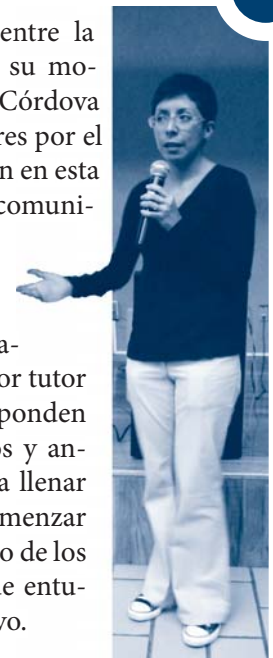 entre la
su mo-
Córdova
res por el
n en esta
comuni-
a-
or tutor
ponden
s y an-
a llenar
menzar
o de los
e entu-
vo.